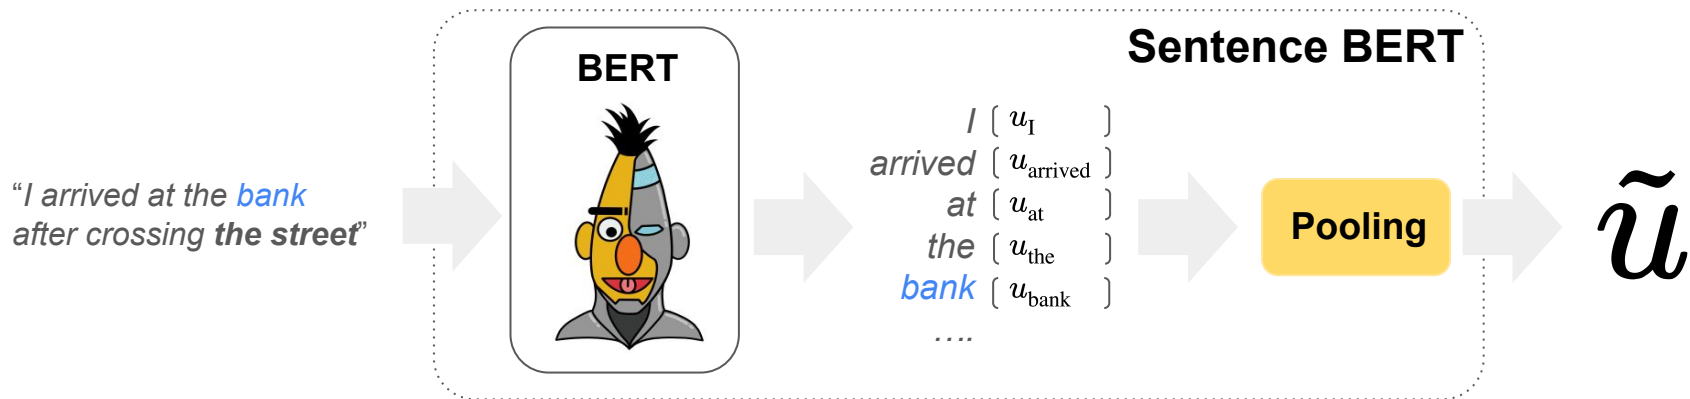 Sentence BERT
BERT
“I arrived at the bank
after crossing the street”
I [ u_I ]
arrived [ u_arrived ]
at [ u_at ]
the [ u_the ]
bank [ u_bank ]
….
Pooling
ũ